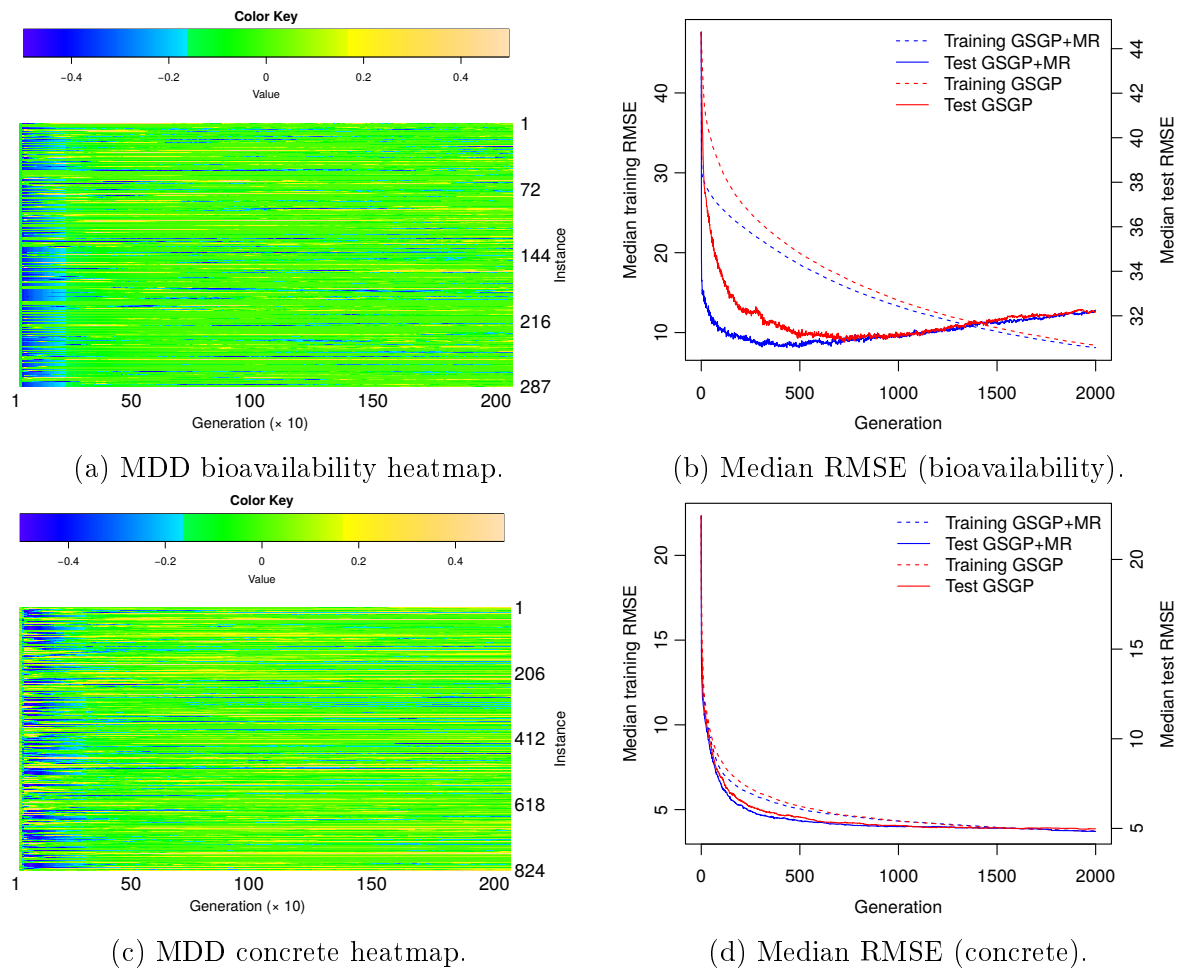 Color Key
−0.4 −0.2 0 0.2 0.4
Value
1
72
144
216
287
Instance
1 50 100 150 200
Generation (× 10)
(a) MDD bioavailability heatmap.
Training GSGP+MR
Test GSGP+MR
Training GSGP
Test GSGP
Median training RMSE
10 20 30 40
Median test RMSE
32 34 36 38 40 42 44
0 500 1000 1500 2000
Generation
(b) Median RMSE (bioavailability).
Color Key
−0.4 −0.2 0 0.2 0.4
Value
1
206
412
618
824
Instance
1 50 100 150 200
Generation (× 10)
(c) MDD concrete heatmap.
Training GSGP+MR
Test GSGP+MR
Training GSGP
Test GSGP
Median training RMSE
5 10 15 20
Median test RMSE
5 10 15 20
0 500 1000 1500 2000
Generation
(d) Median RMSE (concrete).